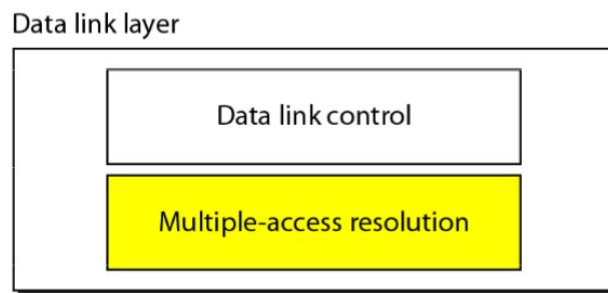 Data link layer
Data link control
Multiple-access resolution